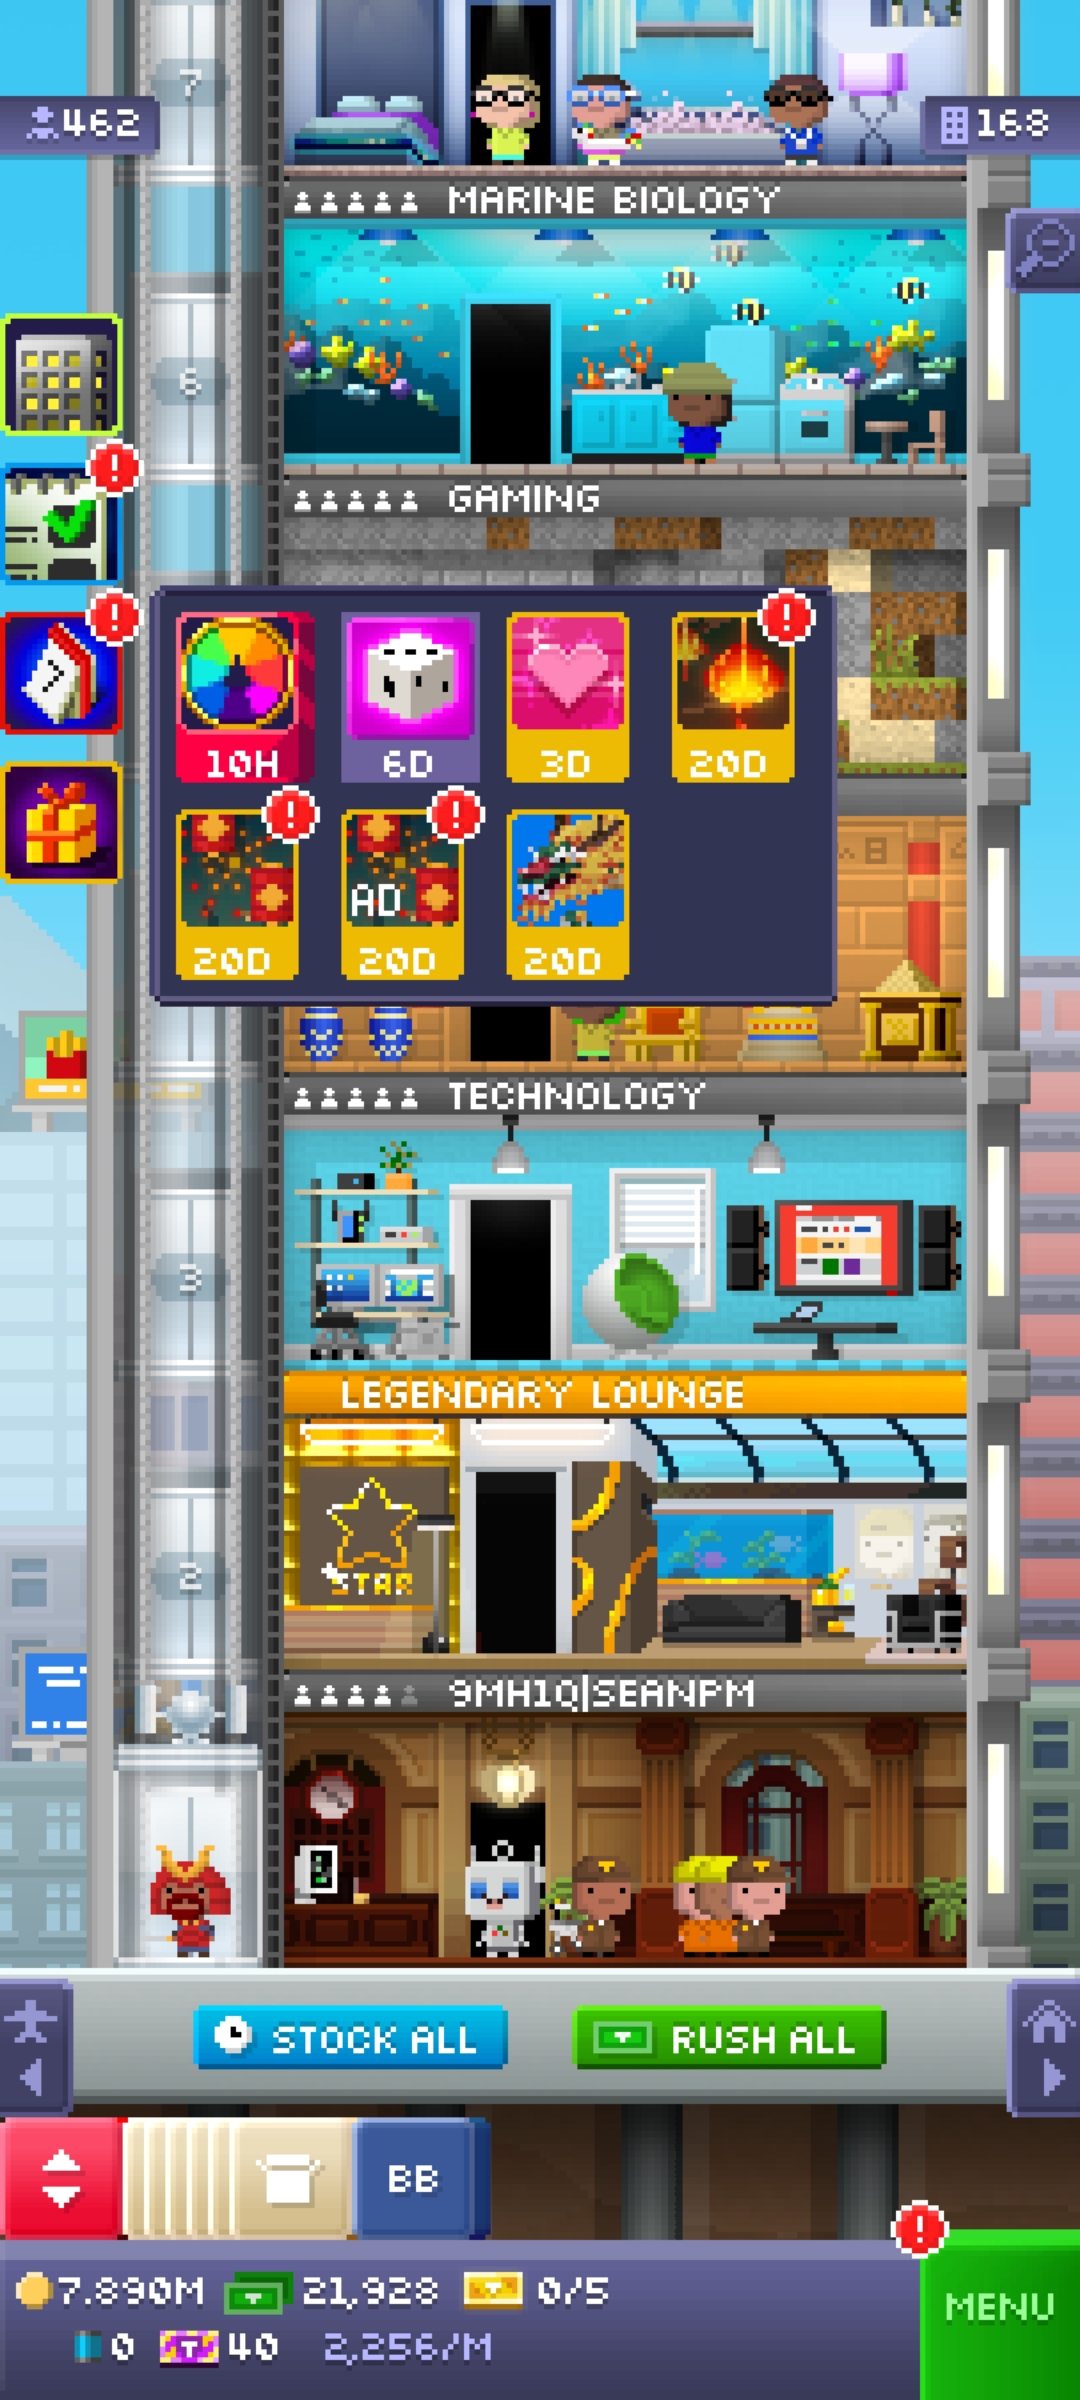 7
462
168
MARINE BIOLOGY
6
GAMING
7
10H
6D
3D
20D
AD
20D
20D
20D
8
TECHNOLOGY
3
LEGENDARY LOUNGE
STAR
2
9MH1Q|SEANPM
STOCK ALL
RUSH ALL
BB
7.890M
21,928
0/5
MENU
0
40
2,256/M